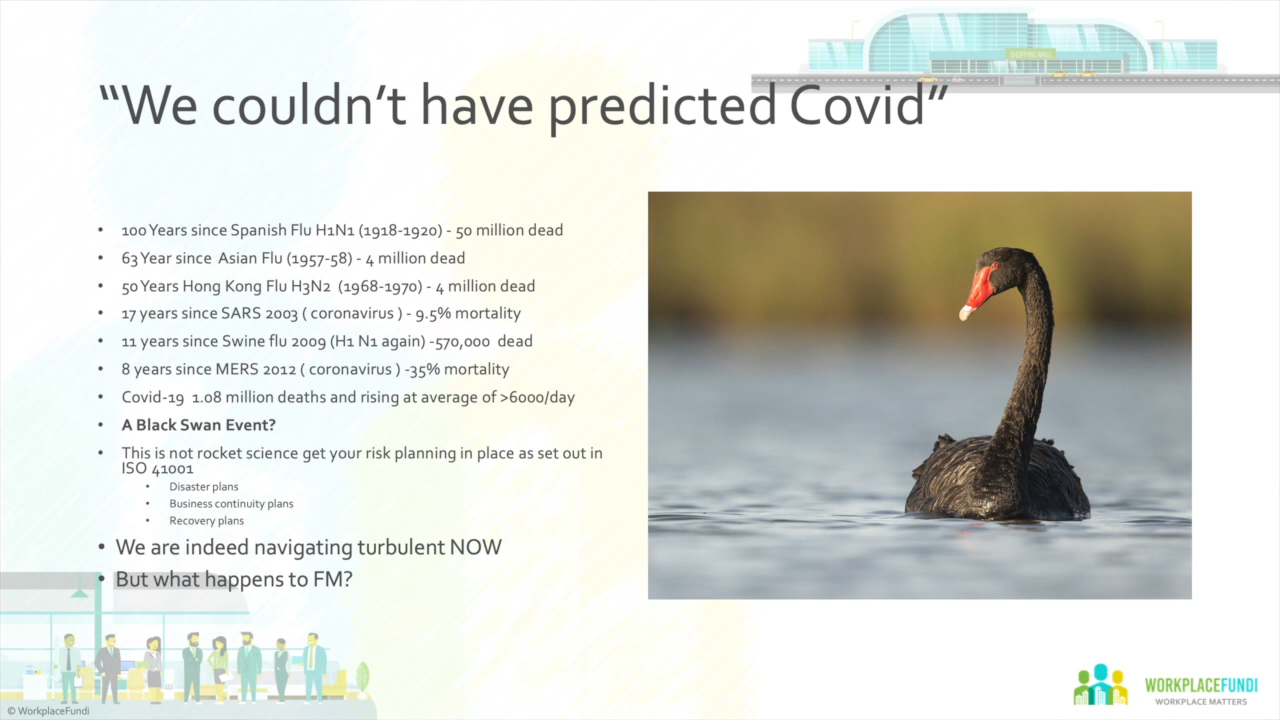 SHOPPING MALL
“We couldn’t have predicted Covid”
• 100 Years since Spanish Flu H1N1 (1918-1920) - 50 million dead
• 63 Year since Asian Flu (1957-58) - 4 million dead
• 50 Years Hong Kong Flu H3N2 (1968-1970) - 4 million dead
• 17 years since SARS 2003 ( coronavirus ) - 9.5% mortality
• 11 years since Swine flu 2009 (H1 N1 again) -570,000 dead
• 8 years since MERS 2012 ( coronavirus ) -35% mortality
• Covid-19 1.08 million deaths and rising at average of >6000/day
• A Black Swan Event?
• This is not rocket science get your risk planning in place as set out in
ISO 41001
• Disaster plans
• Business continuity plans
• Recovery plans
• We are indeed navigating turbulent NOW
• But what happens to FM?
WORKPLACEFUNDI
WORKPLACE MATTERS
© WorkplaceFundi